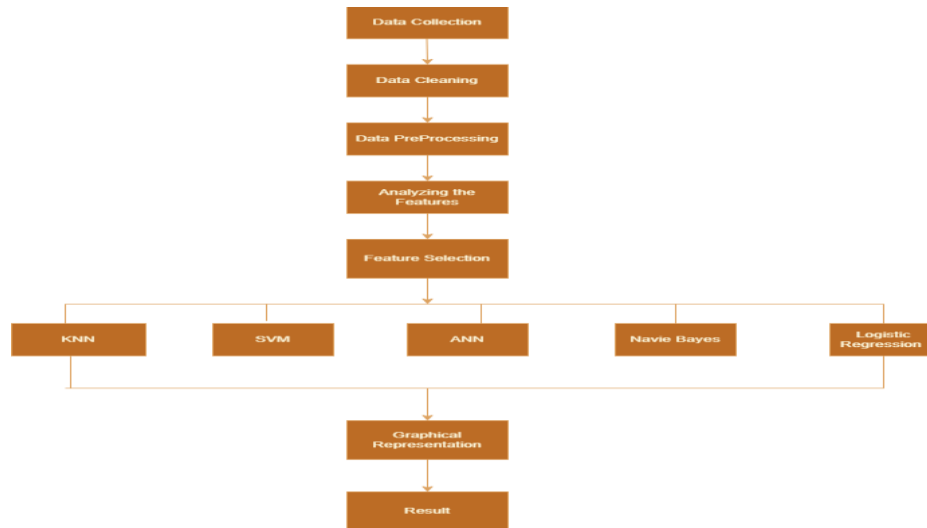 Data Collection
Data Cleaning
Data PreProcessing
Analyzing the
Features
Feature Selection
KNN
SVM
ANN
Navie Bayes
Logistic
Regression
Graphical
Representation
Result